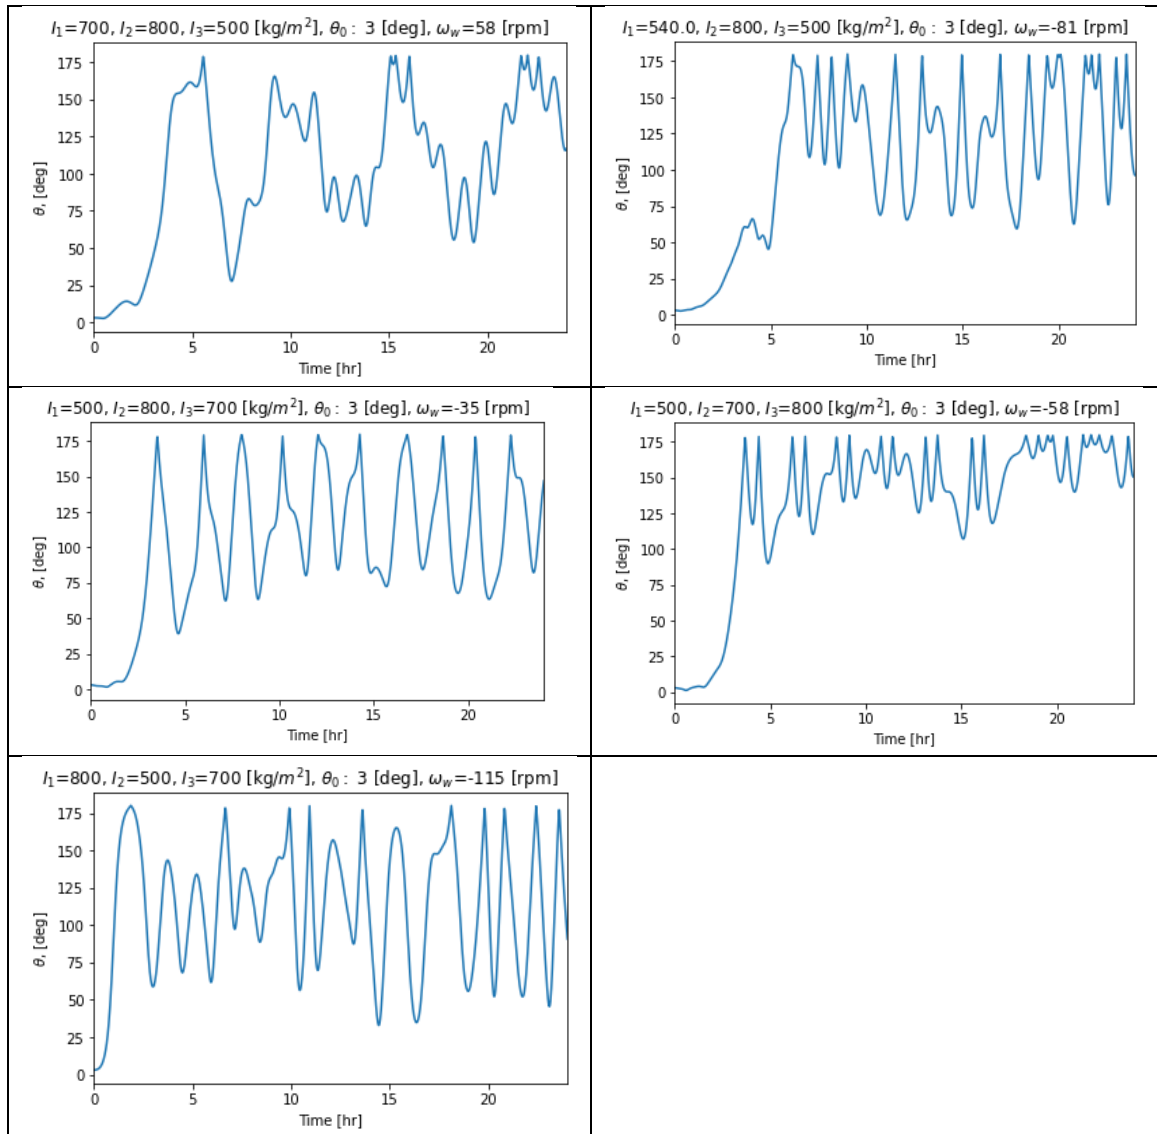 I₁=700, I₂=800, I₃=500 [kg/m²], θ₀ : 3 [deg], ω_w=58 [rpm]
175
150
125
100
75
50
25
0
θ, [deg]
0 5 10 15 20
Time [hr]
I₁=540.0, I₂=800, I₃=500 [kg/m²], θ₀ : 3 [deg], ω_w=-81 [rpm]
175
150
125
100
75
50
25
0
θ, [deg]
0 5 10 15 20
Time [hr]
I₁=500, I₂=800, I₃=700 [kg/m²], θ₀ : 3 [deg], ω_w=-35 [rpm]
175
150
125
100
75
50
25
0
θ, [deg]
0 5 10 15 20
Time [hr]
I₁=500, I₂=700, I₃=800 [kg/m²], θ₀ : 3 [deg], ω_w=-58 [rpm]
175
150
125
100
75
50
25
0
θ, [deg]
0 5 10 15 20
Time [hr]
I₁=800, I₂=500, I₃=700 [kg/m²], θ₀ : 3 [deg], ω_w=-115 [rpm]
175
150
125
100
75
50
25
0
θ, [deg]
0 5 10 15 20
Time [hr]